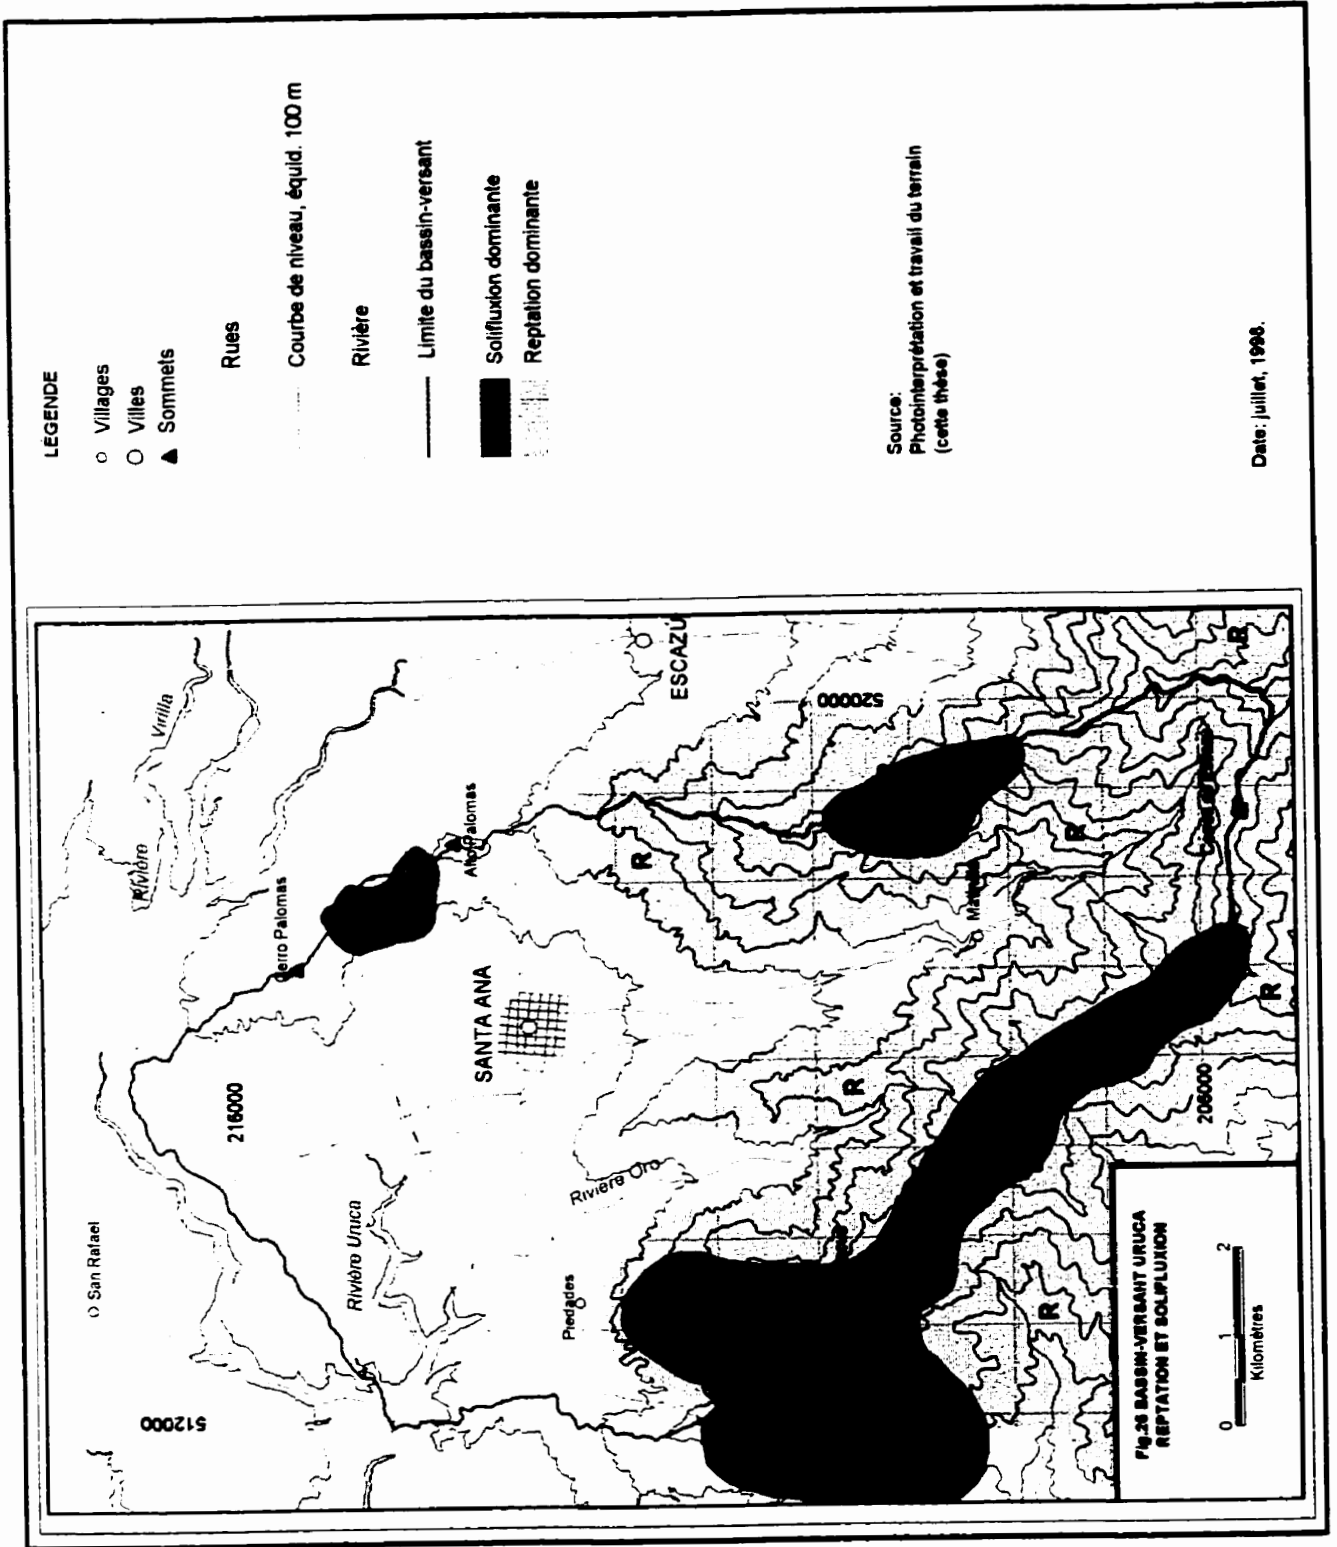 LÉGENDE
Villages
Villes
Sommets
Rues
Courbe de niveau, équid. 100 m
Rivière
Limite du bassin-versant
Solifluxion dominante
Reptation dominante
Source:
Photointerprétation et travail du terrain
(cette thèse)
Date: juillet, 1998.
San Rafael
512000
216000
Rivière
Virilla
Cerro Palomas
Alto Palomas
Rivière Uruca
SANTA ANA
ESCAZÚ
Piedades
Rivière Oro
520000
R
R
R
R
R
R
206000
Fig.26 BASSIN-VERSANT URUCA
REPTATION ET SOLIFLUXION
0 1 2
Kilomètres